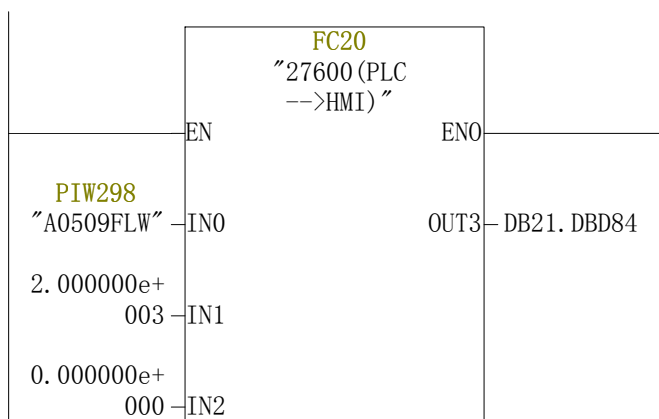 FC20
"27600(PLC
-->HMI)"
EN
ENO
PIW298
"A0509FLW"
IN0
OUT3
DB21.DBD84
2.000000e+
003
IN1
0.000000e+
000
IN2